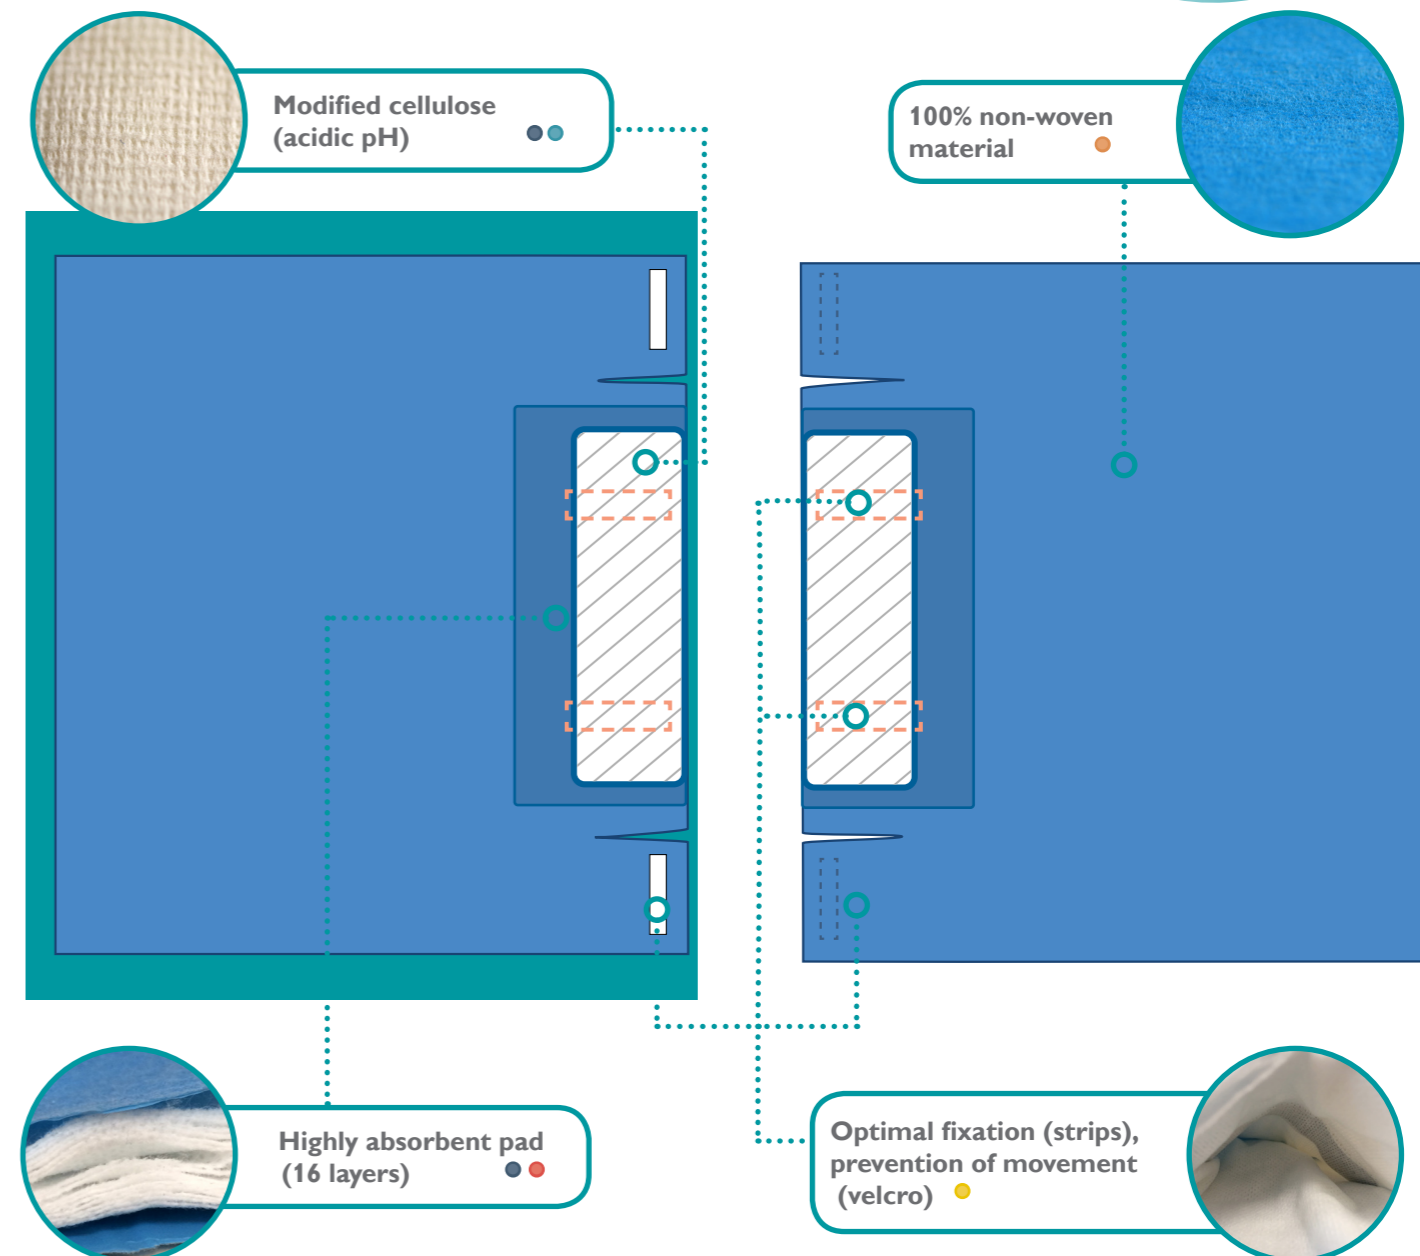 Modified cellulose
(acidic pH)
100% non-woven
material
Highly absorbent pad
(16 layers)
Optimal fixation (strips),
prevention of movement
(velcro)